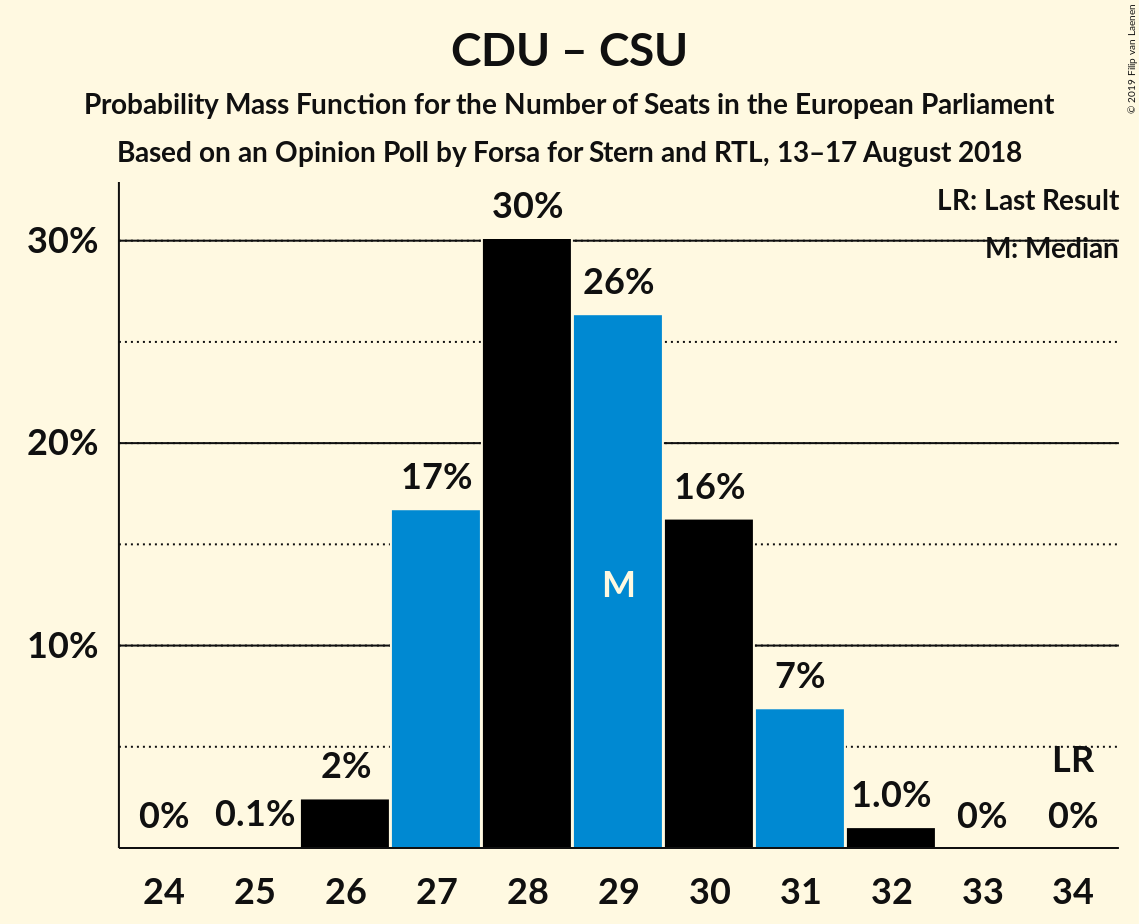 CDU – CSU
Probability Mass Function for the Number of Seats in the European Parliament
Based on an Opinion Poll by Forsa for Stern and RTL, 13–17 August 2018
© 2019 Filip van Laenen
LR: Last Result
M: Median
30%
20%
10%
0%
0.1%
2%
17%
30%
26%
M
16%
7%
1.0%
0%
LR
0%
24 25 26 27 28 29 30 31 32 33 34